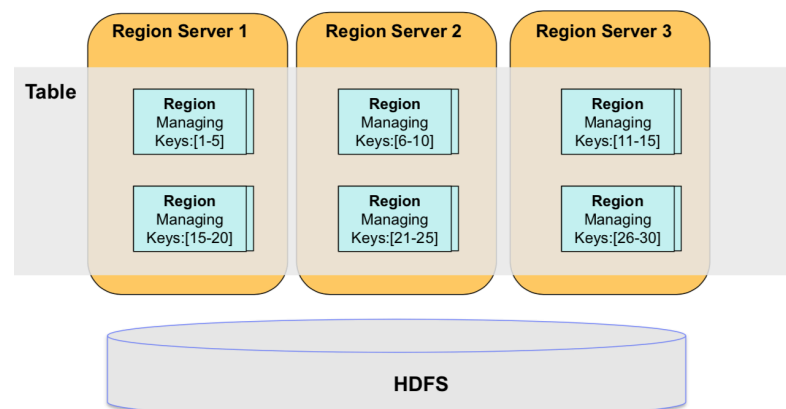 Region Server 1
Region Server 2
Region Server 3
Table
Region
Managing
Keys:[1-5]
Region
Managing
Keys:[6-10]
Region
Managing
Keys:[11-15]
Region
Managing
Keys:[15-20]
Region
Managing
Keys:[21-25]
Region
Managing
Keys:[26-30]
HDFS